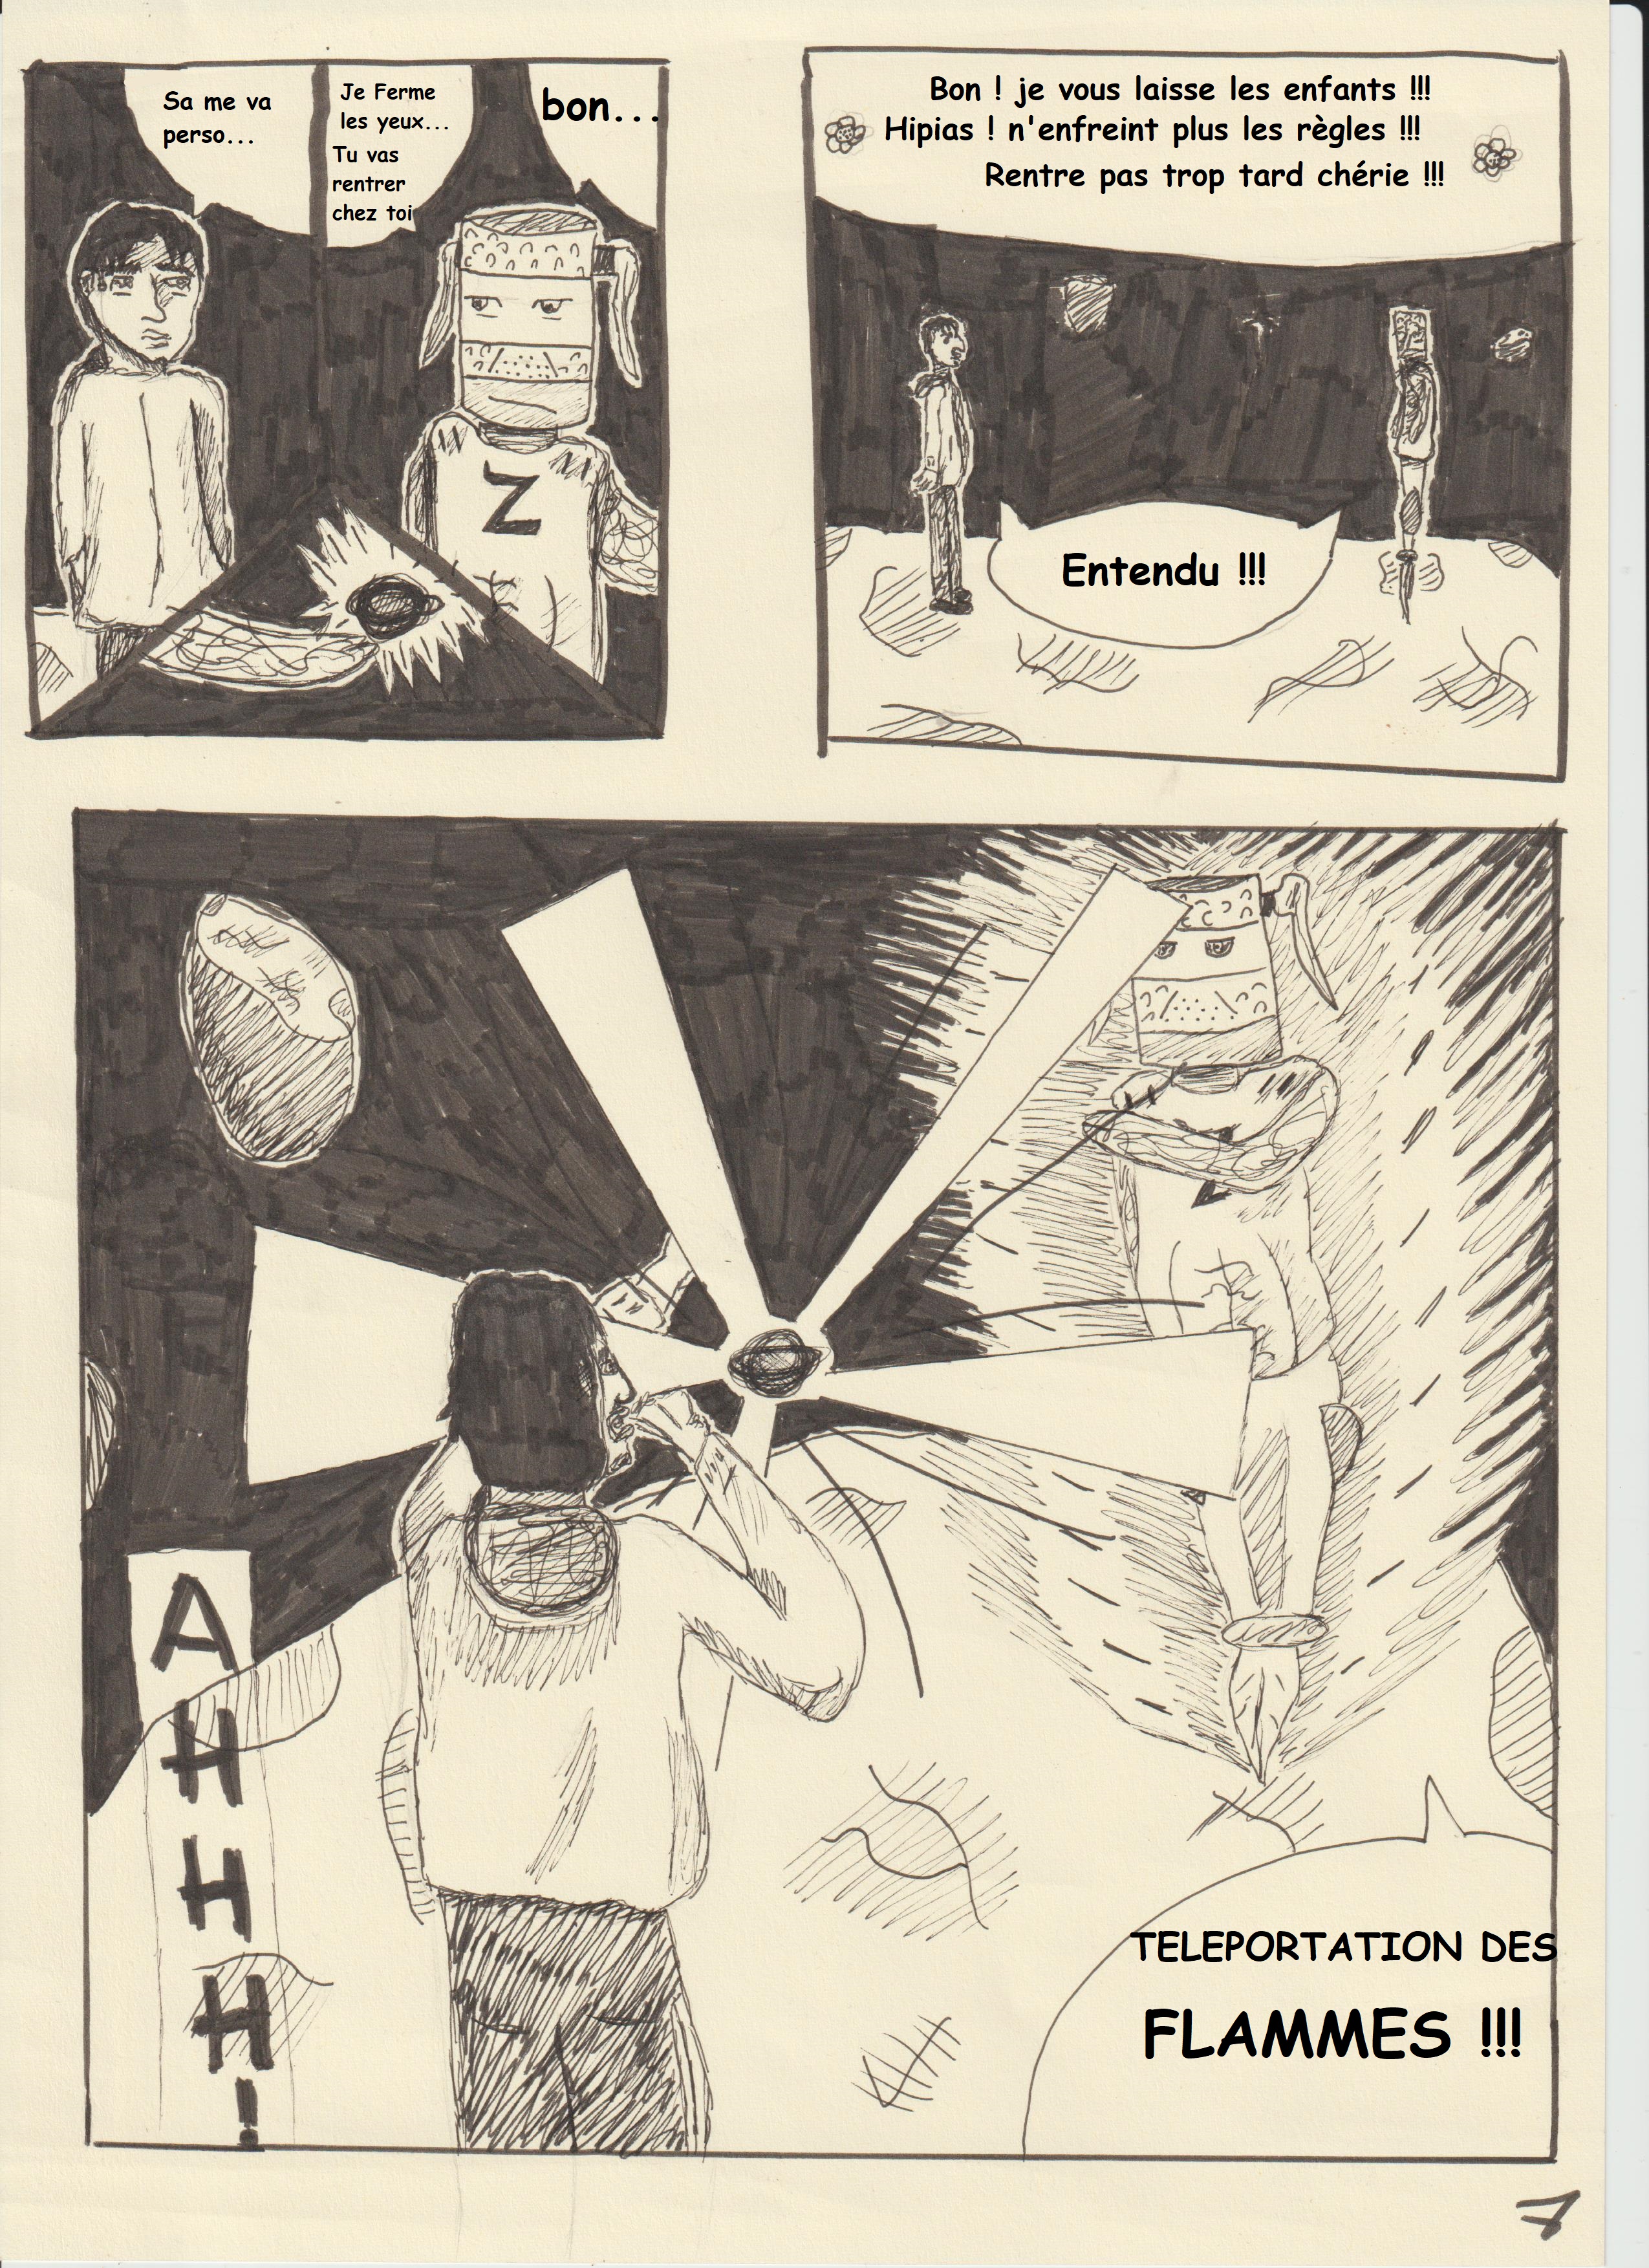 Sa me va
perso...
Je Ferme
les yeux...
Tu vas
rentrer
chez toi
bon...
Z
Bon ! je vous laisse les enfants !!!
Hipias ! n'enfreint plus les règles !!!
Rentre pas trop tard chérie !!!
Entendu !!!
A
H
H
H
!
TELEPORTATION DES
FLAMMES !!!
7